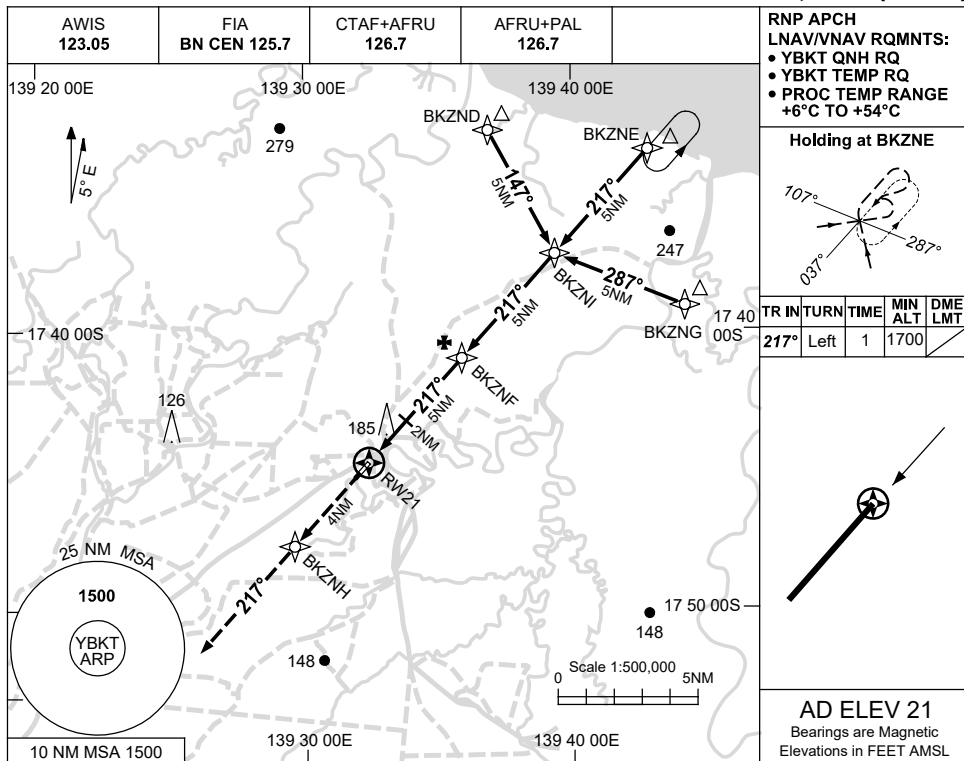 AWIS
123.05
FIA
BN CEN 125.7
CTAF+AFRU
126.7
AFRU+PAL
126.7
RNP APCH
LNAV/VNAV RQMNTS:
• YBKT QNH RQ
• YBKT TEMP RQ
• PROC TEMP RANGE
+6°C TO +54°C
139 20 00E
139 30 00E
139 40 00E
5° E
279
BKZND
BKZNE
147°
5NM
217°
5NM
247
BKZNI
287°
5NM
BKZNG
217°
5NM
17 40 00S
17 40
00S
BKZNF
217°
5NM
2NM
126
185
RW21
4NM
BKZNH
217°
25 NM MSA
1500
YBKT
ARP
10 NM MSA 1500
148
148
17 50 00S
Scale 1:500,000
0
5NM
139 30 00E
139 40 00E
Holding at BKZNE
107°
287°
037°
TR IN
TURN
TIME
MIN
ALT
DME
LMT
217°
Left
1
1700
AD ELEV 21
Bearings are Magnetic
Elevations in FEET AMSL